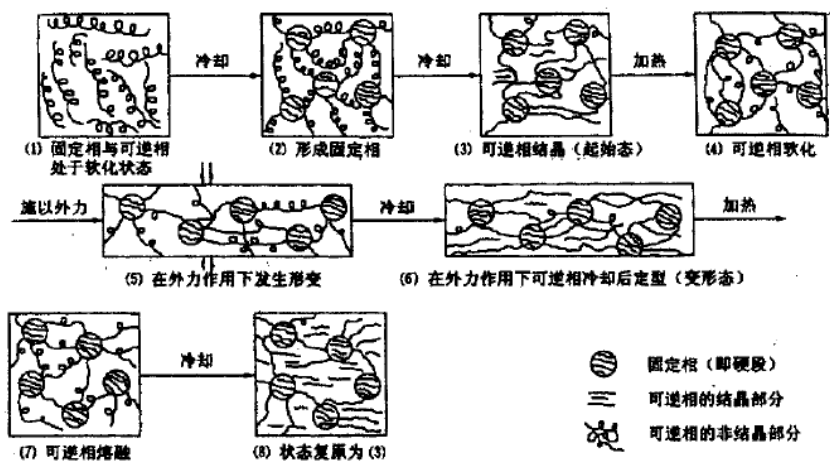 冷却
冷却
加热
(1) 固定相与可逆相
处于软化状态
(2) 形成固定相
(3) 可逆相结晶（起始态）
(4) 可逆相软化
施以外力
冷却
加热
(5) 在外力作用下发生形变
(6) 在外力作用下可逆相冷却后定型（变形态）
冷却
固定相（即硬段）
可逆相的结晶部分
可逆相的非结晶部分
(7) 可逆相熔融
(8) 状态复原为 (3)